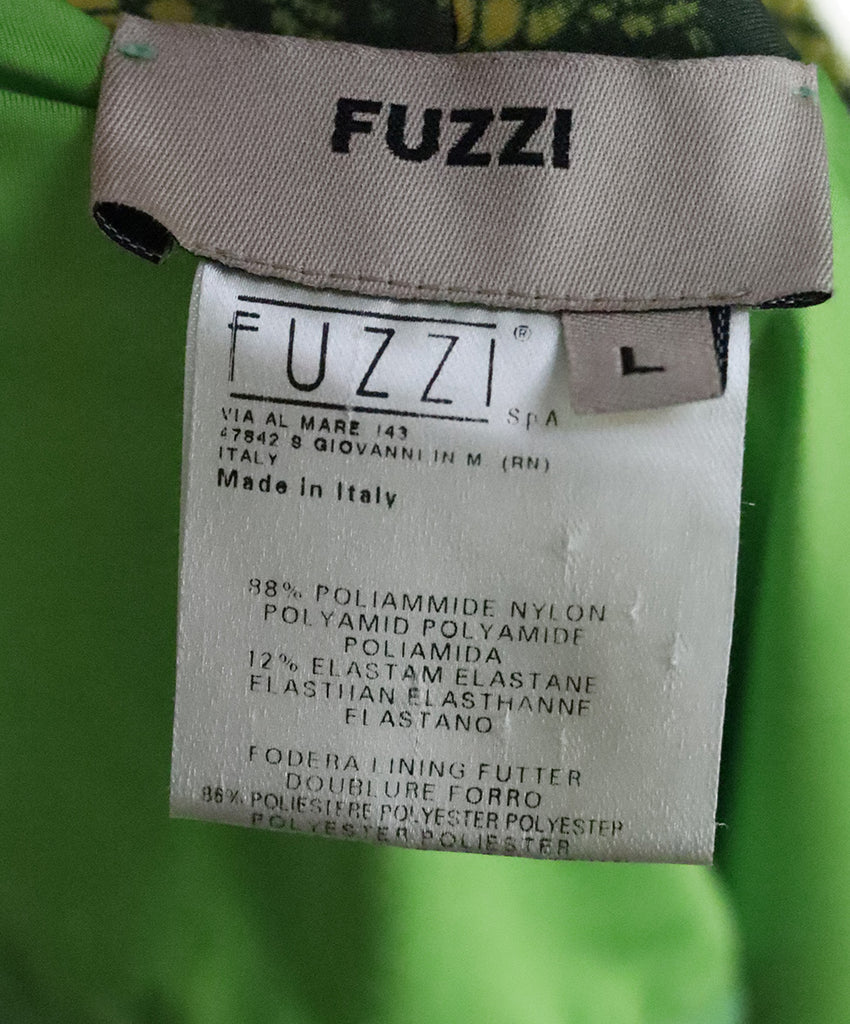 FUZZI
FUZZI®
SpA
L
VIA AL MARE 143
47842 S GIOVANNI IN M (RN)
ITALY
Made in Italy
88% POLIAMMIDE NYLON
POLYAMID POLYAMIDE
POLIAMIDA
12% ELASTAM ELASTANE
ELASTHAN ELASTHANNE
ELASTANO
FODERA LINING FUTTER
DOUBLURE FORRO
86% POLIESTERE POLYESTER POLYESTER
POLYESTER POLIESTER